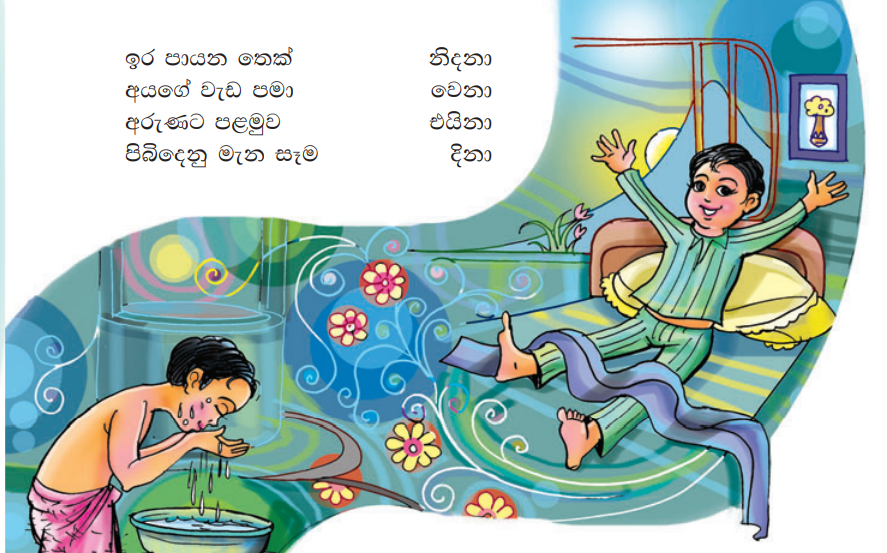 ඉර පායන තෙක් නිදනා
අයගේ වැඩ පමා වෙනා
අරුණට පළමුව එයිනා
පිබිදෙනු මැන සෑම දිනා